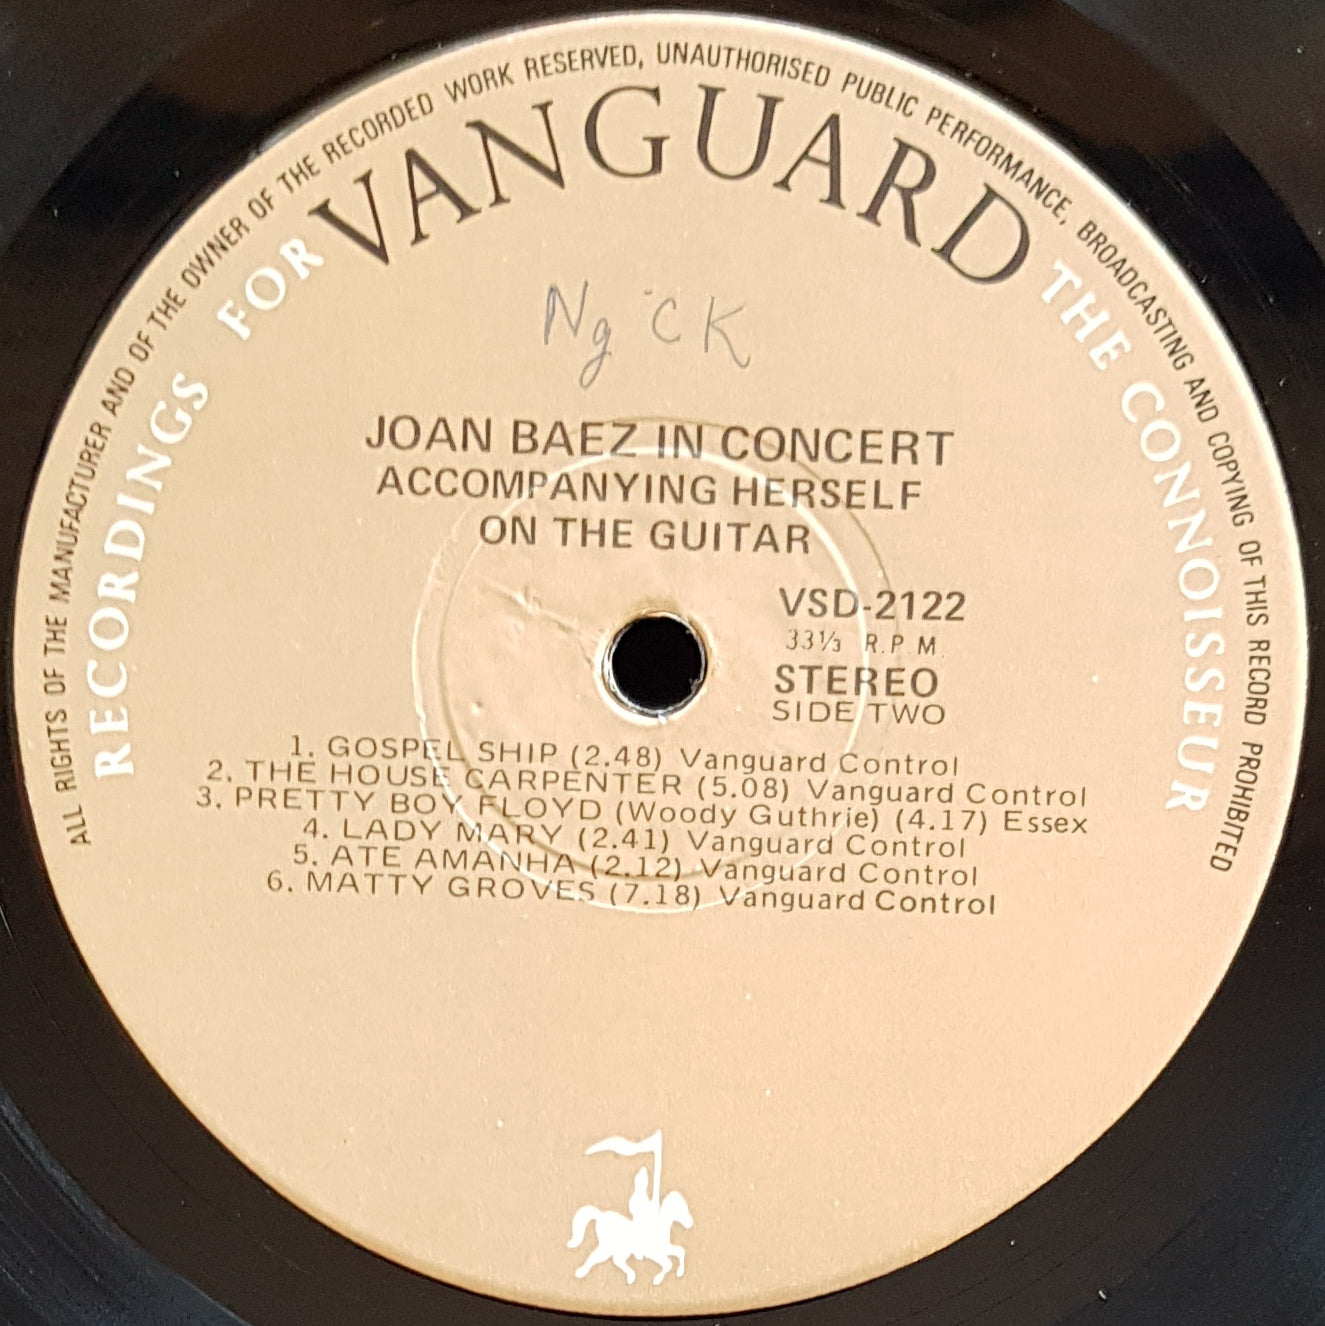 ALL RIGHTS OF THE MANUFACTURER AND OF THE OWNER OF THE RECORDED WORK RESERVED, UNAUTHORISED PUBLIC PERFORMANCE, BROADCASTING AND COPYING OF THIS RECORD PROHIBITED
RECORDINGS FOR VANGUARD THE CONNOISSEUR
Ng CK
JOAN BAEZ IN CONCERT
ACCOMPANYING HERSELF
ON THE GUITAR
VSD-2122
33⅓ R.P.M.
STEREO
SIDE TWO
1. GOSPEL SHIP (2.48) Vanguard Control
2. THE HOUSE CARPENTER (5.08) Vanguard Control
3. PRETTY BOY FLOYD (Woody Guthrie) (4.17) Essex
4. LADY MARY (2.41) Vanguard Control
5. ATE AMANHA (2.12) Vanguard Control
6. MATTY GROVES (7.18) Vanguard Control